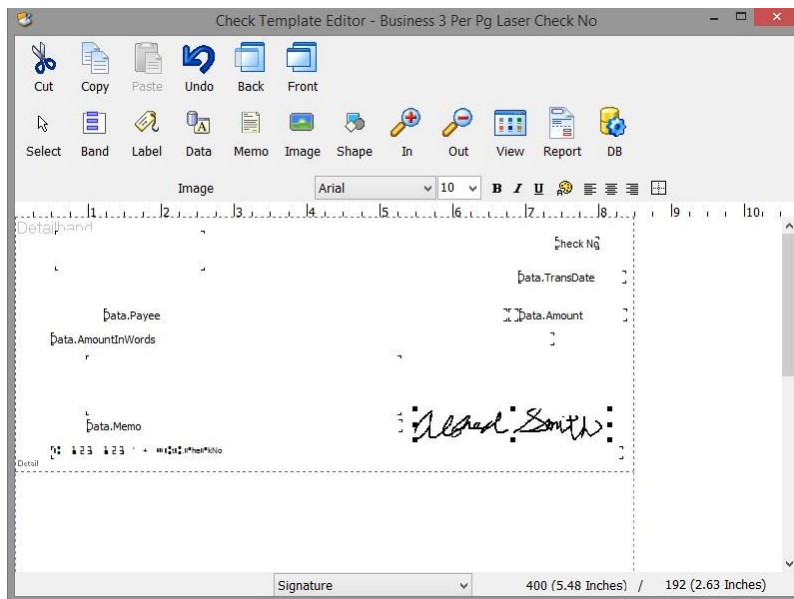 Check Template Editor - Business 3 Per Pg Laser Check No
Cut Copy Paste Undo Back Front
Select Band Label Data Memo Image Shape In Out View Report DB
Image Arial 10 B I U
1 2 3 4 5 6 7 8 9 10
Detailband
Check No
Data.TransDate
Data.Payee Data.Amount
Data.AmountInWords
Data.Memo Alfred Smith
123 123
Detail
Signature 400 (5.48 Inches) / 192 (2.63 Inches)